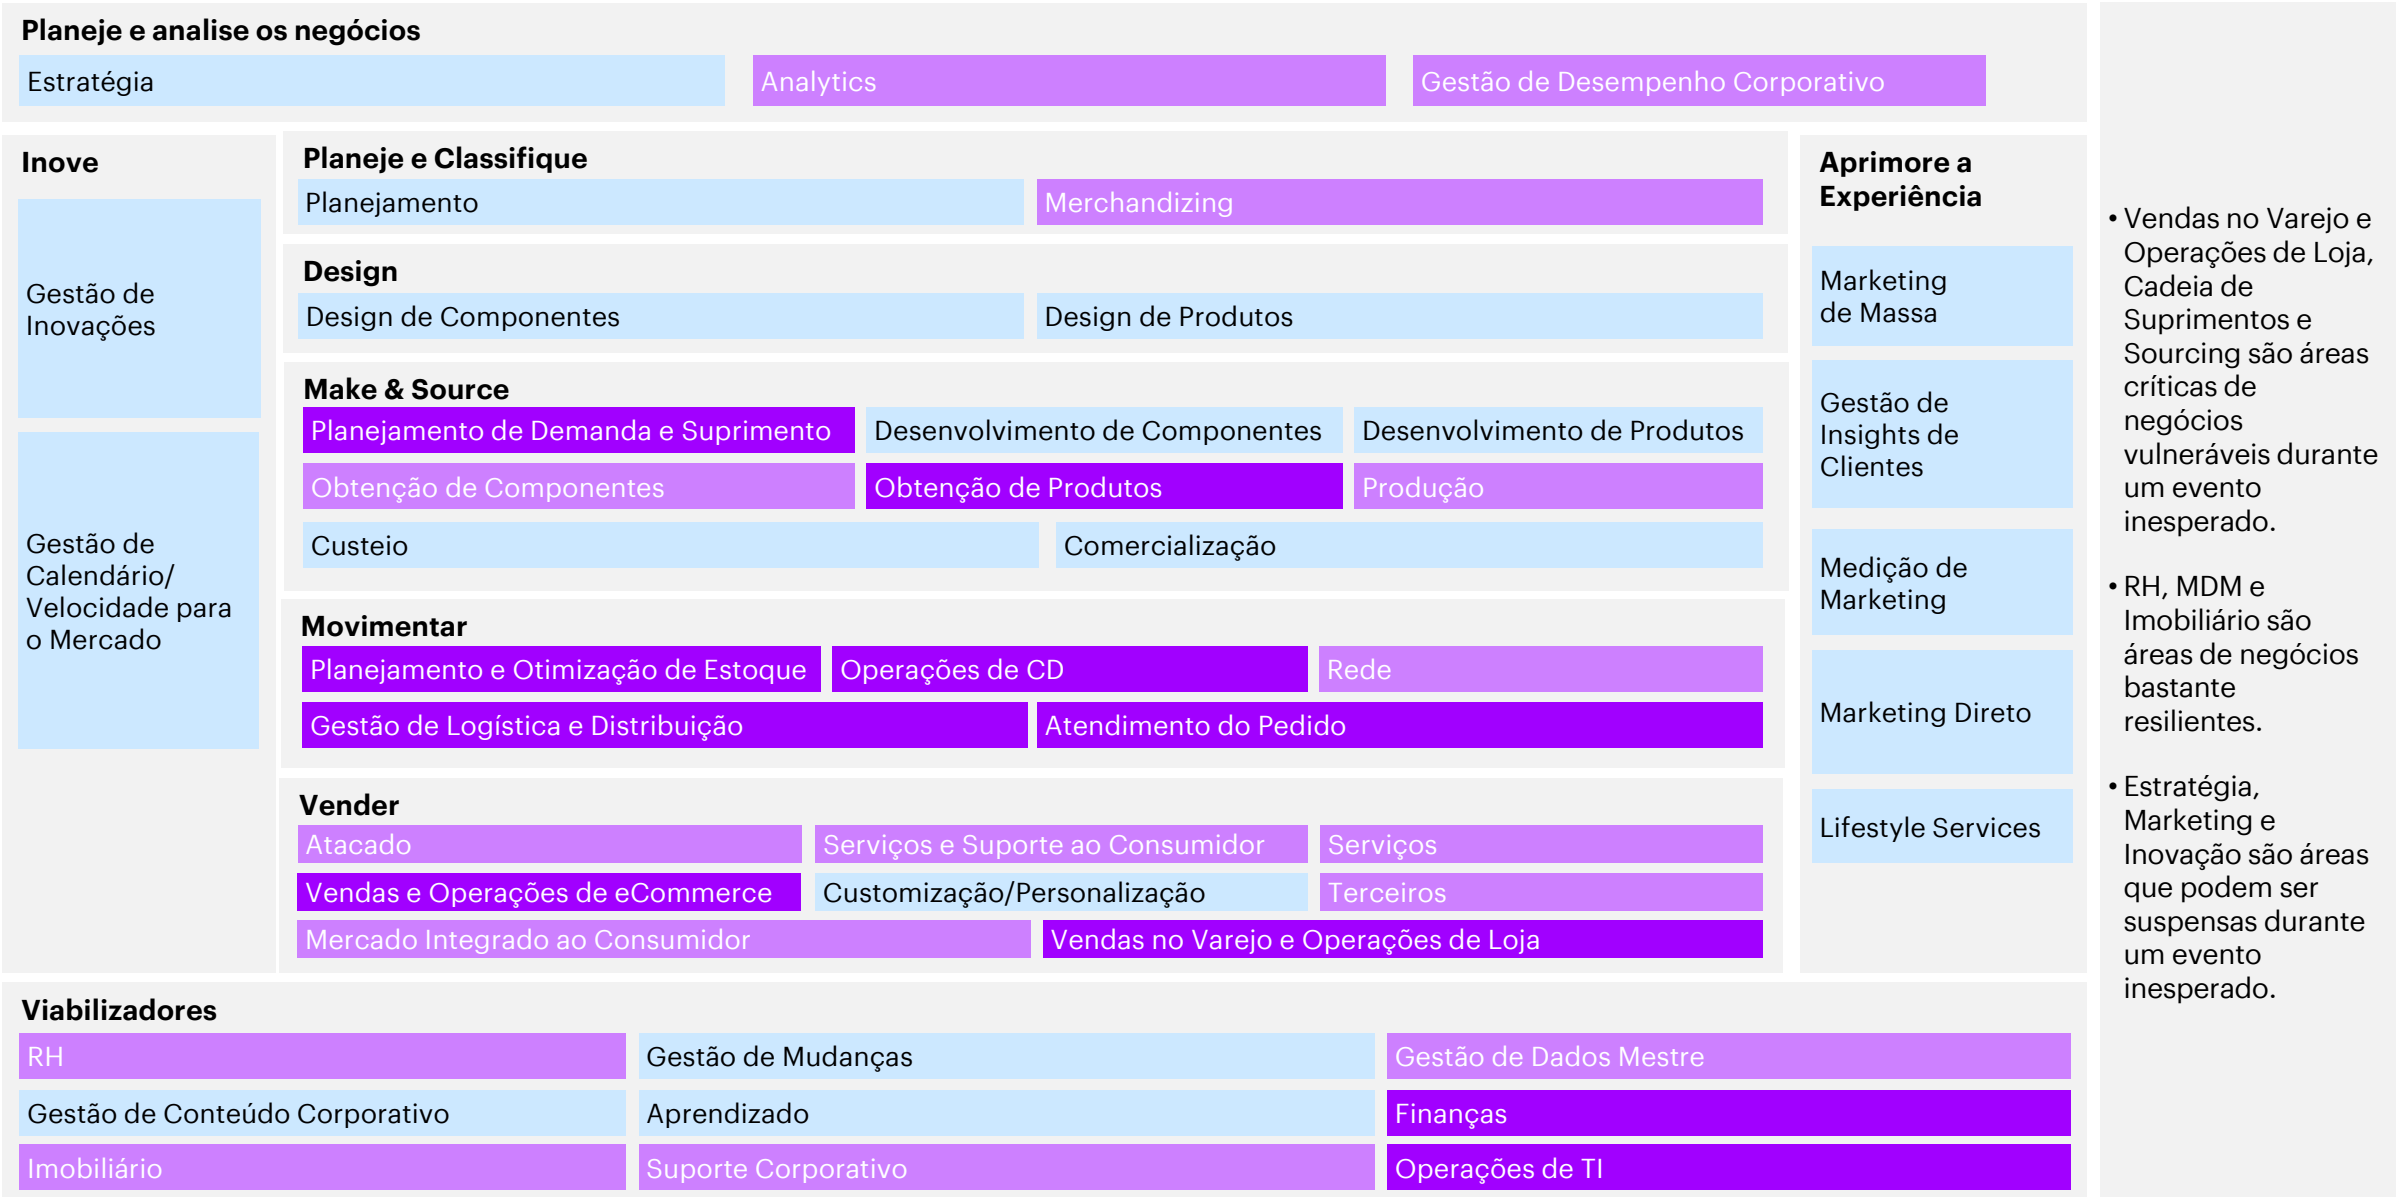 Planeje e analise os negócios
Estratégia
Analytics
Gestão de Desempenho Corporativo
Inove
Gestão de
Inovações
Gestão de
Calendário/
Velocidade para
o Mercado
Planeje e Classifique
Planejamento
Merchandizing
Design
Design de Componentes
Design de Produtos
Make & Source
Planejamento de Demanda e Suprimento
Desenvolvimento de Componentes
Desenvolvimento de Produtos
Obtenção de Componentes
Obtenção de Produtos
Produção
Custeio
Comercialização
Movimentar
Planejamento e Otimização de Estoque
Operações de CD
Rede
Gestão de Logística e Distribuição
Atendimento do Pedido
Vender
Atacado
Serviços e Suporte ao Consumidor
Serviços
Vendas e Operações de eCommerce
Customização/Personalização
Terceiros
Mercado Integrado ao Consumidor
Vendas no Varejo e Operações de Loja
Aprimore a
Experiência
Marketing
de Massa
Gestão de
Insights de
Clientes
Medição de
Marketing
Marketing Direto
Lifestyle Services
Viabilizadores
RH
Gestão de Mudanças
Gestão de Dados Mestre
Gestão de Conteúdo Corporativo
Aprendizado
Finanças
Imobiliário
Suporte Corporativo
Operações de TI
• Vendas no Varejo e
Operações de Loja,
Cadeia de
Suprimentos e
Sourcing são áreas
críticas de
negócios
vulneráveis durante
um evento
inesperado.
• RH, MDM e
Imobiliário são
áreas de negócios
bastante
resilientes.
• Estratégia,
Marketing e
Inovação são áreas
que podem ser
suspensas durante
um evento
inesperado.